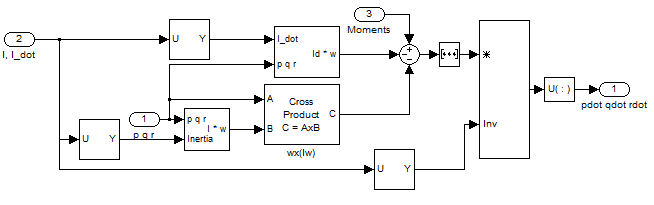 3
Moments
2
I, I_dot
U Y
I_dot
Id * w
p q r
+
−
−
U( : )
1
pdot qdot rdot
A
Cross
Product
C = AxB
C
B
wx(Iw)
1
p q r
p q r
I * w
Inertia
U Y
Inv
U Y